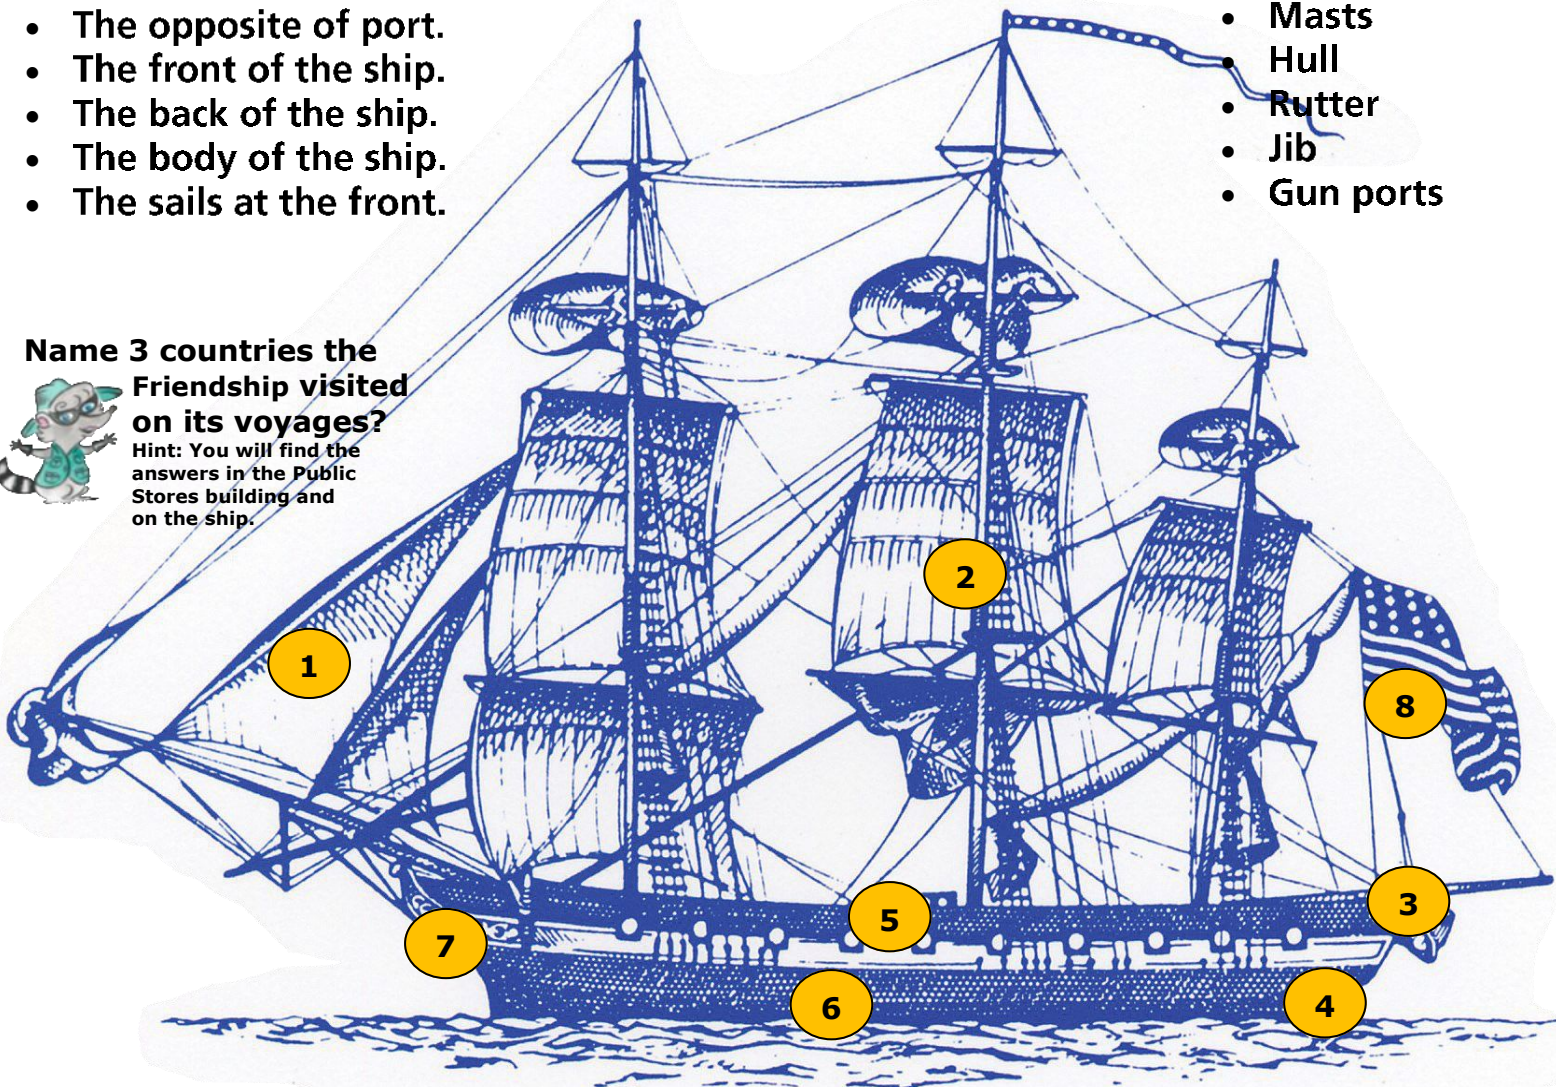 • The opposite of port.
• The front of the ship.
• The back of the ship.
• The body of the ship.
• The sails at the front.
• Masts
• Hull
• Rutter
• Jib
• Gun ports
Name 3 countries the
Friendship visited
on its voyages?
Hint: You will find the
answers in the Public
Stores building and
on the ship.
1
2
8
3
5
7
6
4